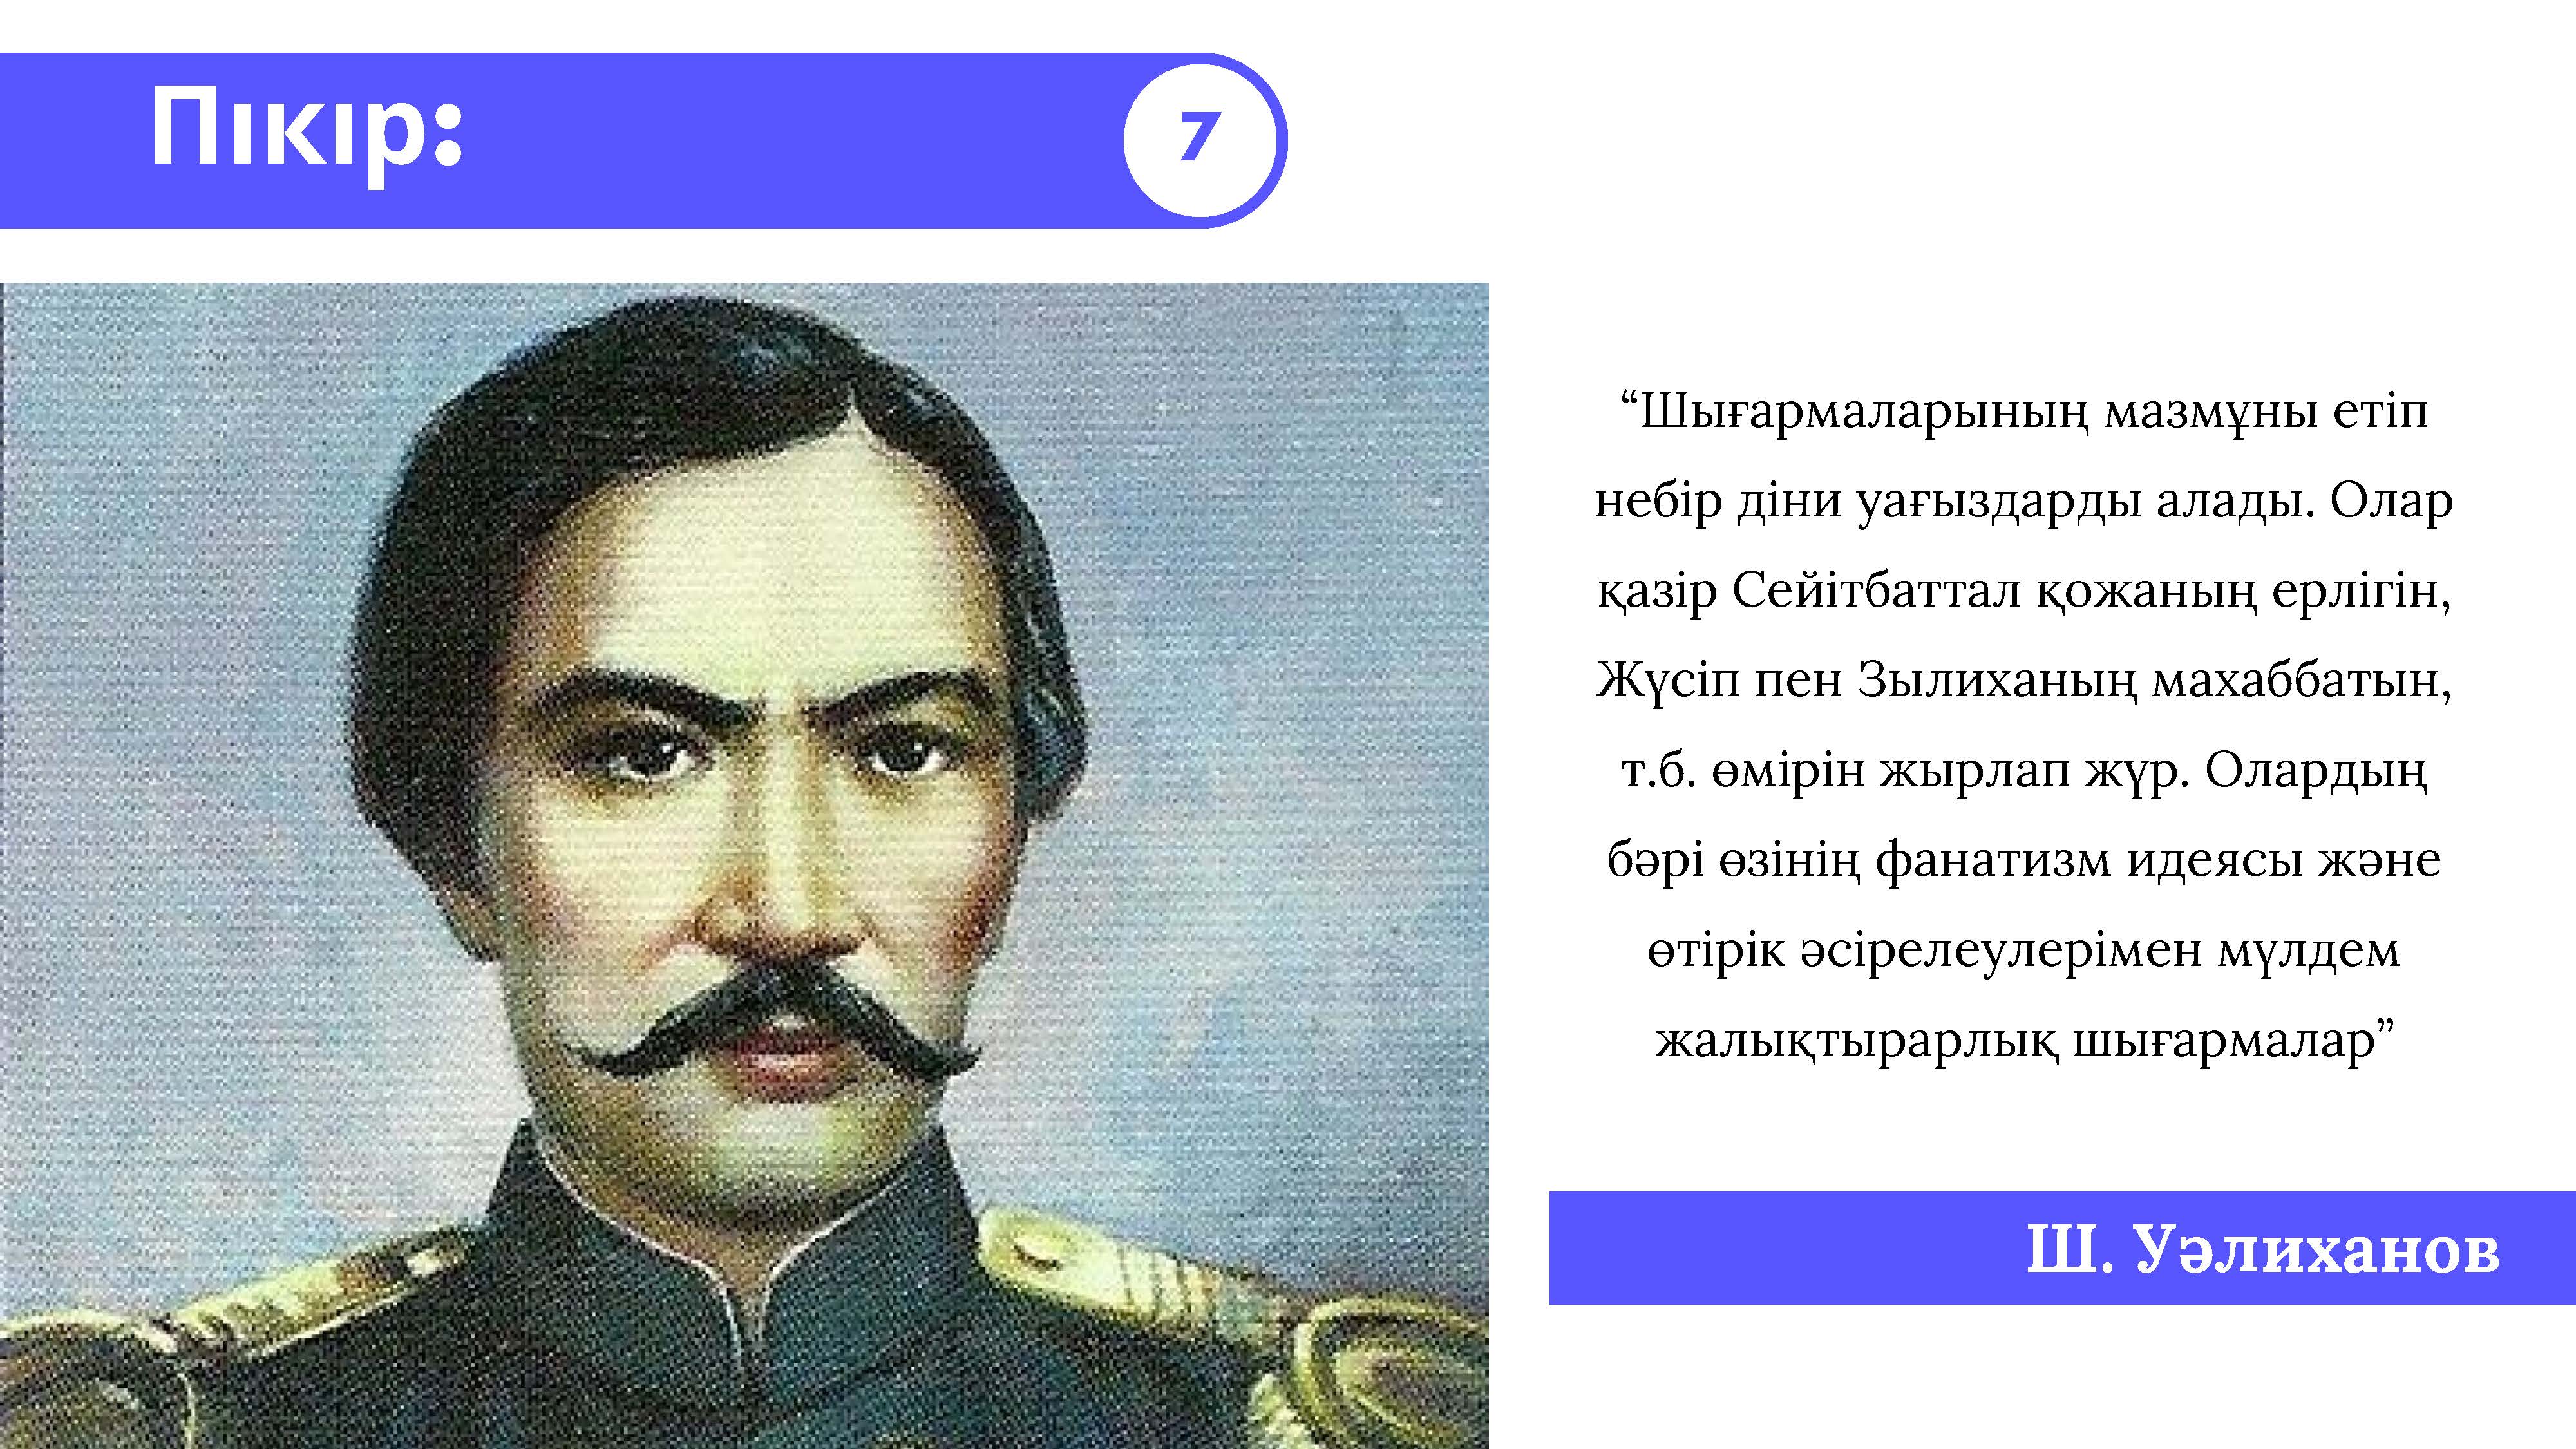 Пікір:
7
“Шығармаларының мазмұны етіп
небір діни уағыздарды алады. Олар
қазір Сейітбаттал қожаның ерлігін,
Жүсіп пен Зылиханың махаббатын,
т.б. өмірін жырлап жүр. Олардың
бәрі өзінің фанатизм идеясы және
өтірік әсірелеулерімен мүлдем
жалықтырарлық шығармалар”
Ш. Уәлиханов